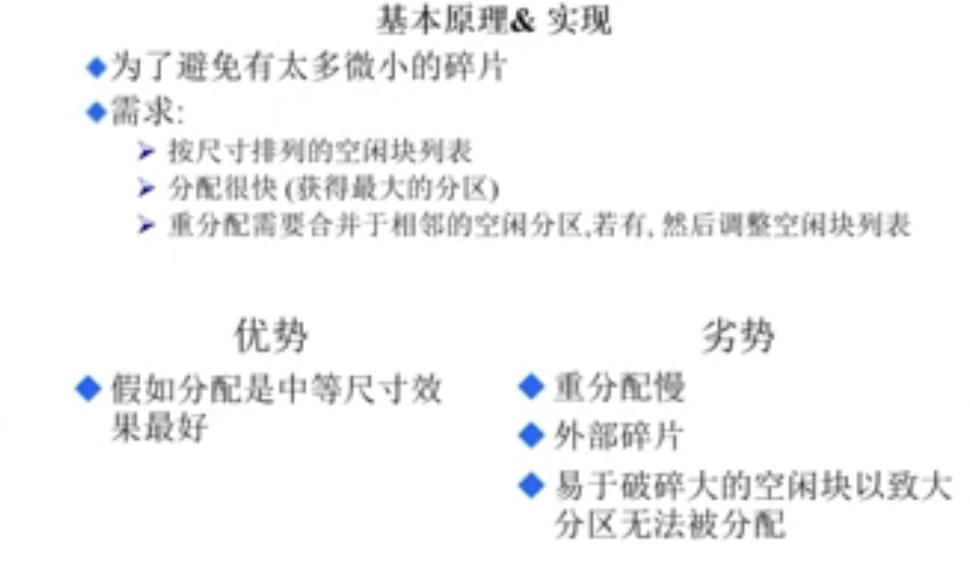 基本原理& 实现
为了避免有太多微小的碎片
需求:
按尺寸排列的空闲块列表
分配很快 (获得最大的分区)
重分配需要合并于相邻的空闲分区,若有, 然后调整空闲块列表
优势
假如分配是中等尺寸效
果最好
劣势
重分配慢
外部碎片
易于破碎大的空闲块以致大
分区无法被分配